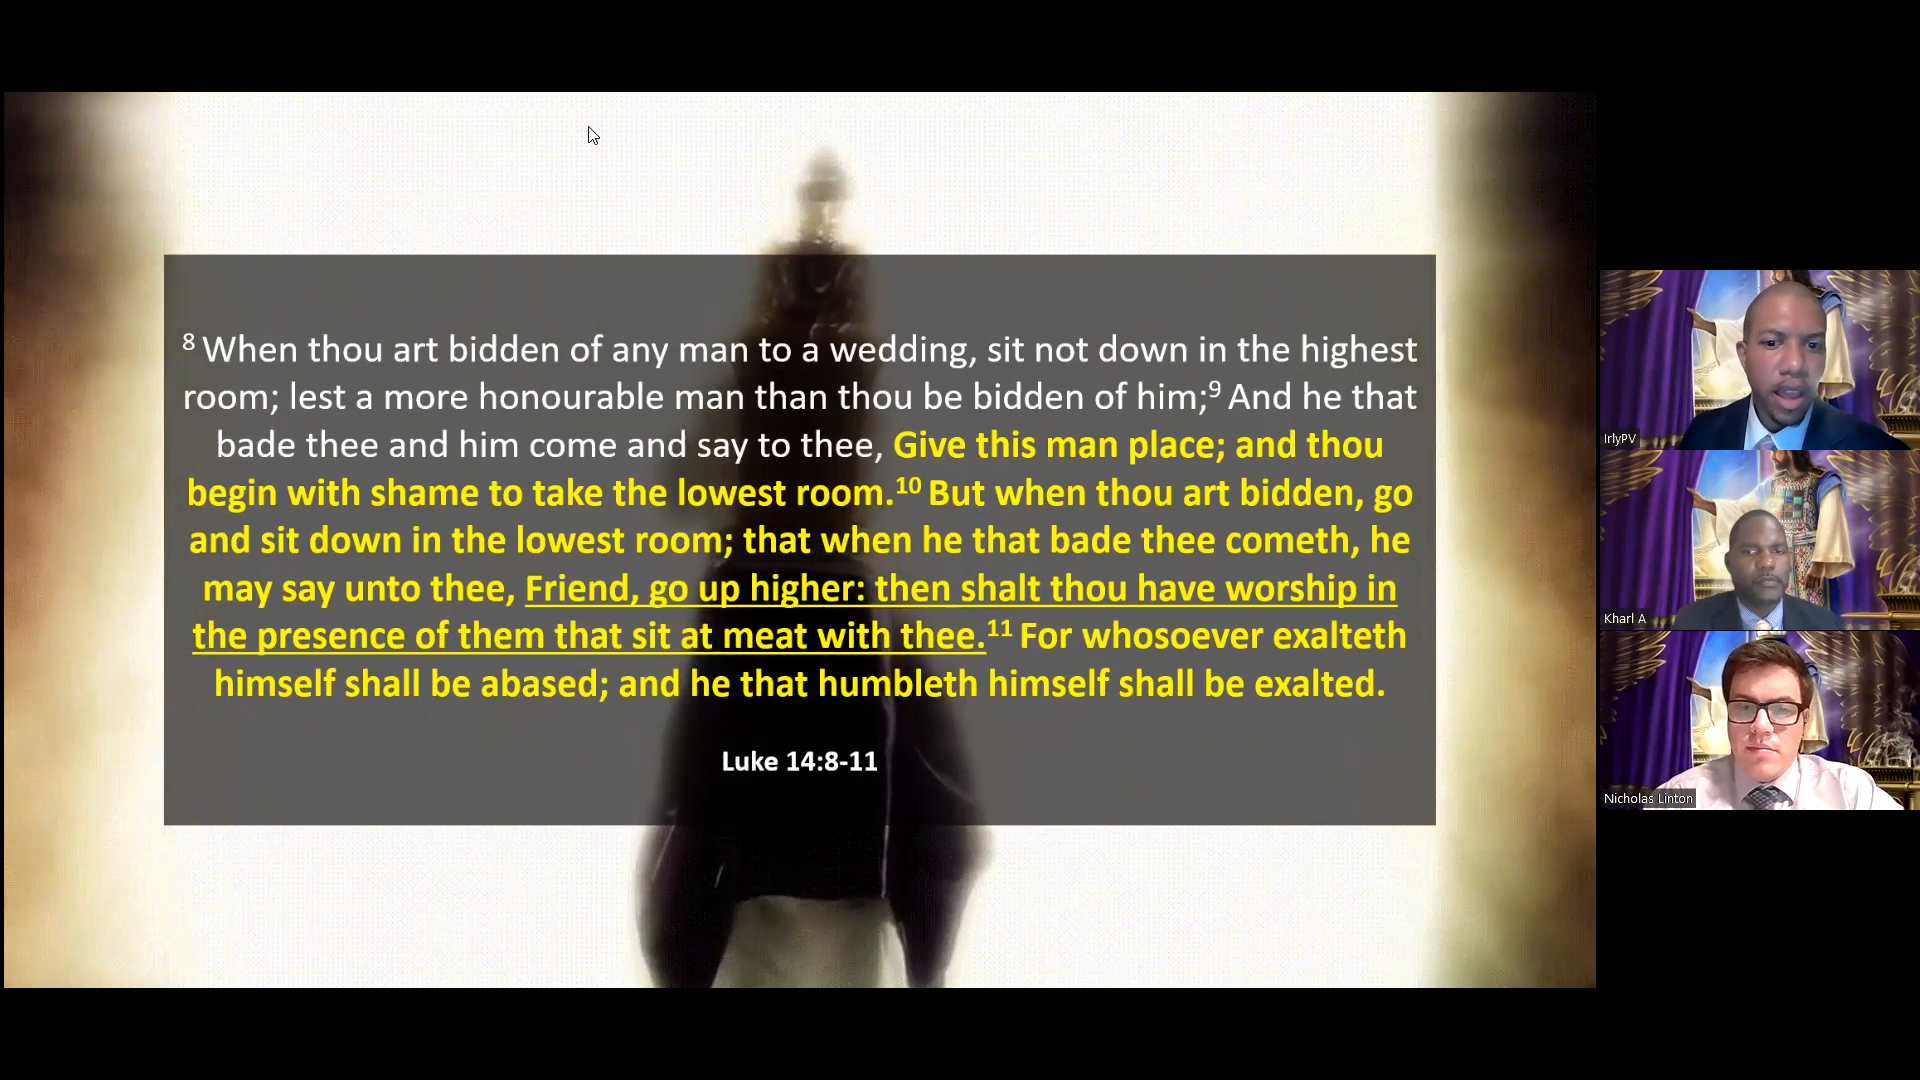 8 When thou art bidden of any man to a wedding, sit not down in the highest
room; lest a more honourable man than thou be bidden of him;9 And he that
bade thee and him come and say to thee, Give this man place; and thou
begin with shame to take the lowest room.10 But when thou art bidden, go
and sit down in the lowest room; that when he that bade thee cometh, he
may say unto thee, Friend, go up higher: then shalt thou have worship in
the presence of them that sit at meat with thee.11 For whosoever exalteth
himself shall be abased; and he that humbleth himself shall be exalted.
Luke 14:8-11
IrlyPV
Kharl A
Nicholas Linton